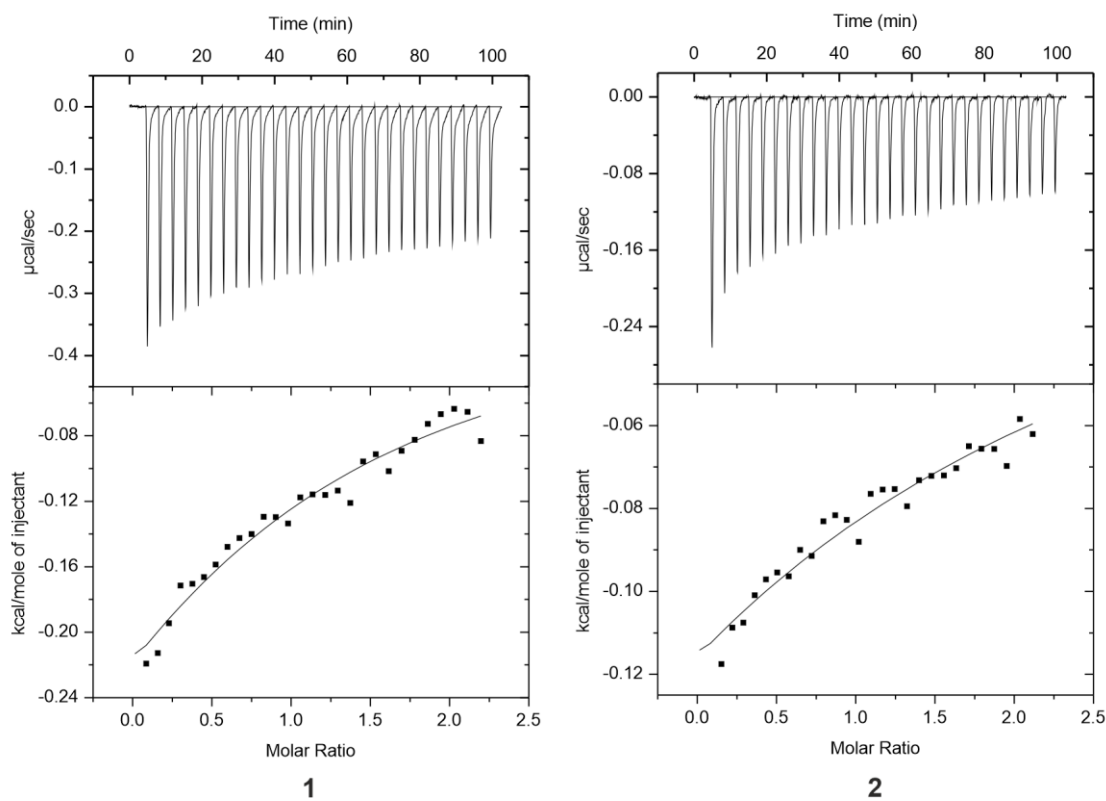 Time (min)
0 20 40 60 80 100
0.0
-0.1
-0.2
-0.3
-0.4
µcal/sec
-0.08
-0.12
-0.16
-0.20
-0.24
kcal/mole of injectant
0.0 0.5 1.0 1.5 2.0 2.5
Molar Ratio
1
Time (min)
0 20 40 60 80 100
0.00
-0.08
-0.16
-0.24
µcal/sec
-0.06
-0.08
-0.10
-0.12
kcal/mole of injectant
0.0 0.5 1.0 1.5 2.0 2.5
Molar Ratio
2